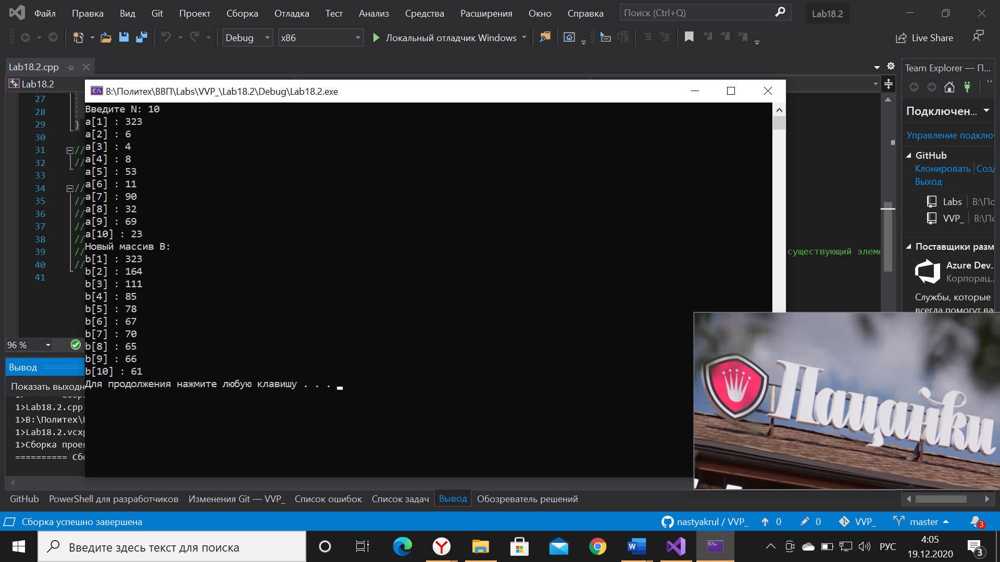 Файл Правка Вид Git Проект Сборка Отладка Тест Анализ Средства Расширения Окно Справка Поиск (Ctrl+Q) Lab18.2
Debug x86 Локальный отладчик Windows Live Share
Lab18.2.cpp
Lab18.2
B:\Политех\ВВП\Labs\VVP_\Lab18.2\Debug\Lab18.2.exe
Введите N: 10
a[1] : 323
a[2] : 6
a[3] : 4
a[4] : 8
a[5] : 53
a[6] : 11
a[7] : 90
a[8] : 32
a[9] : 69
a[10] : 23
Новый массив B:
b[1] : 323
b[2] : 164
b[3] : 111
b[4] : 85
b[5] : 78
b[6] : 67
b[7] : 70
b[8] : 65
b[9] : 66
b[10] : 61
Для продолжения нажмите любую клавишу . . .
27
28
29 }
30
31 //
32 //
33
34 //
35 //
36 //
37 //
38 //
39 // существующий элеме
40 //
41
96 %
Вывод
Показать выходн
1>Lab18.2.cpp
1>B:\Политех\
1>Lab18.2.vcxp
1>Сборка прое
========== Сб
Team Explorer — П...
Подключен...
Управление подклю
GitHub
Клонировать Созд
Выход
Labs B:\По
VVP_ B:\По
Поставщики разм
Azure Dev...
Корпорац...
Службы, которые
всегда помогут ва
Пацанки
GitHub PowerShell для разработчиков Изменения Git — VVP_ Список ошибок Список задач Вывод Обозреватель решений
Сборка успешно завершена nastyakrul / VVP_ 0 0 VVP_ master 3
Введите здесь текст для поиска РУС 4:05
19.12.2020 3